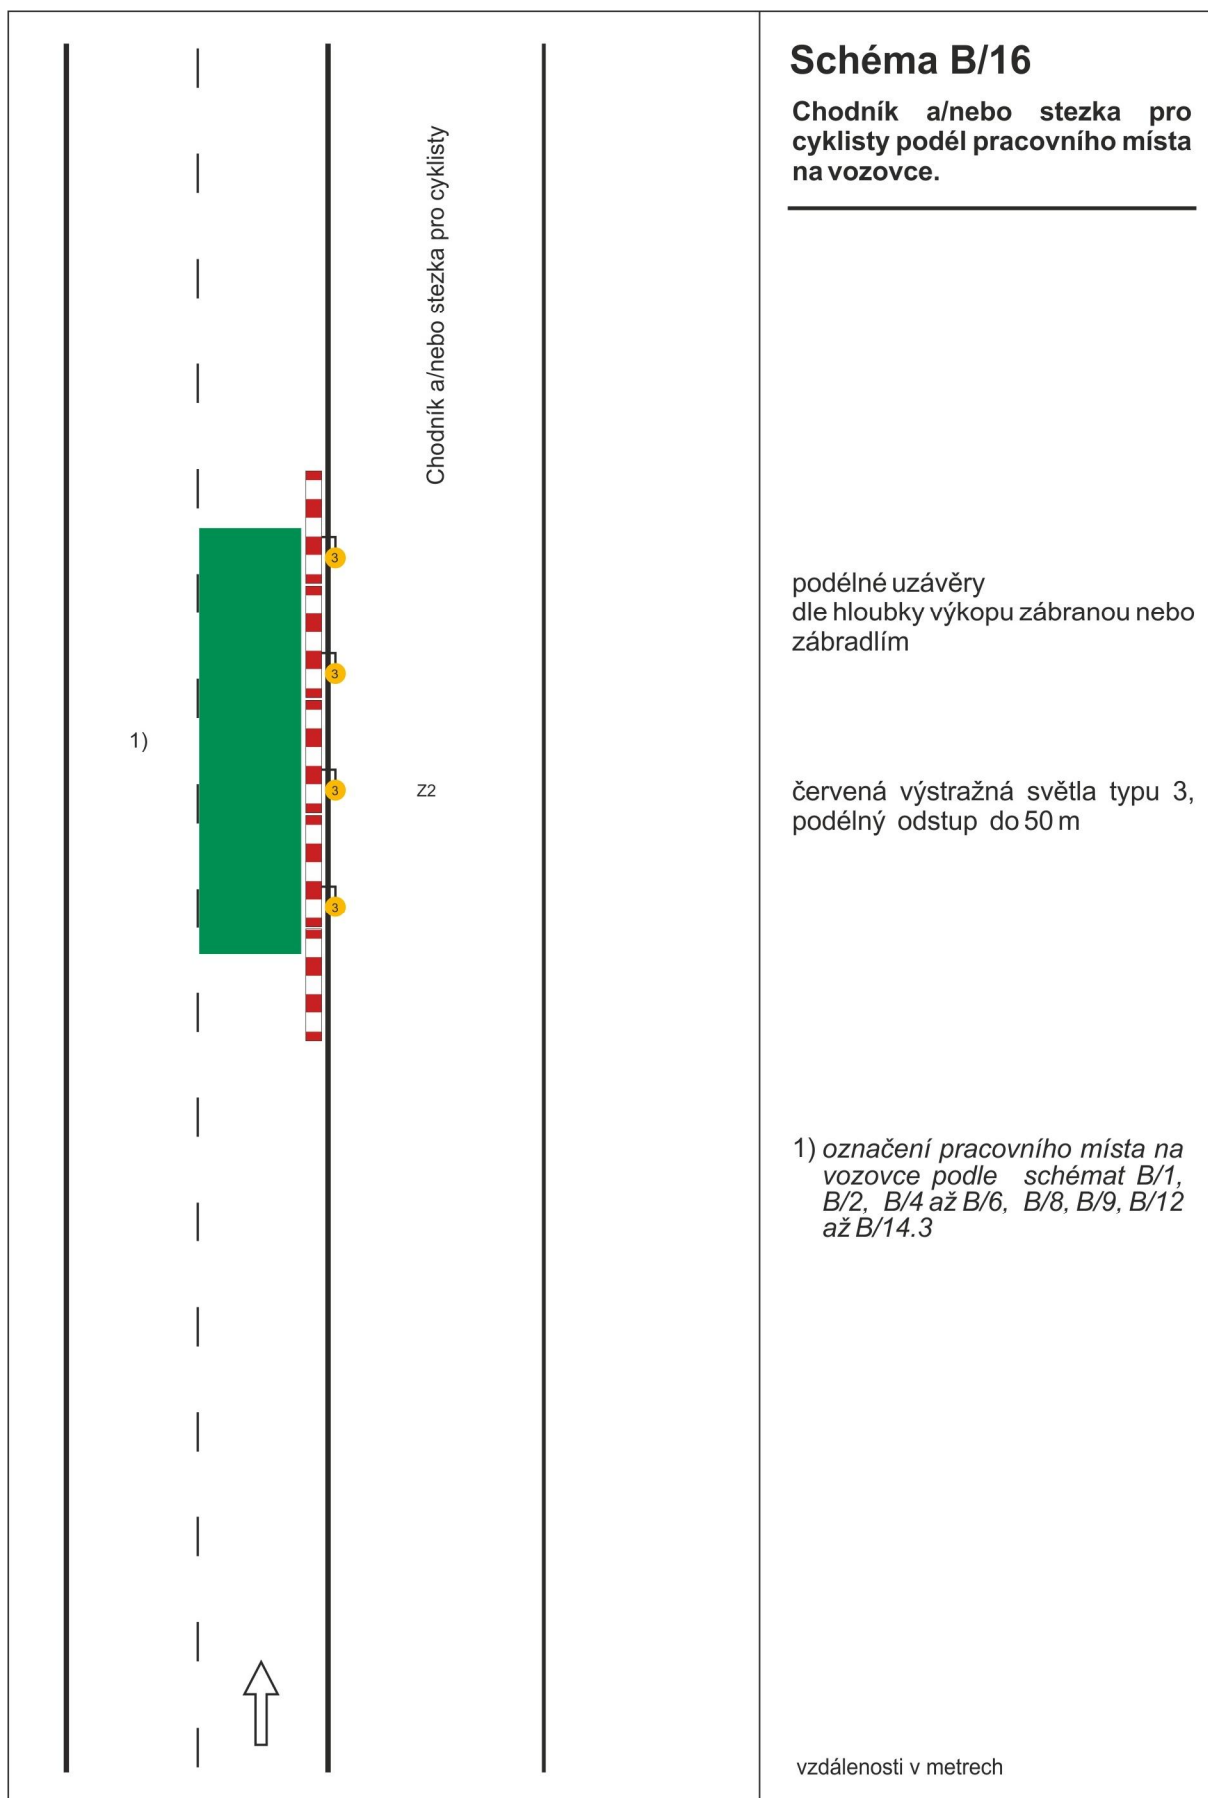 Schéma B/16
Chodník a/nebo stezka pro
cyklisty podél pracovního místa
na vozovce.
Chodník a/nebo stezka pro cyklisty
3
3
3
3
1)
Z2
podélné uzávěry
dle hloubky výkopu zábranou nebo
zábradlím
červená výstražná světla typu 3,
podélný odstup do 50 m
1) označení pracovního místa na
vozovce podle schémat B/1,
B/2, B/4 až B/6, B/8, B/9, B/12
až B/14.3
vzdálenosti v metrech